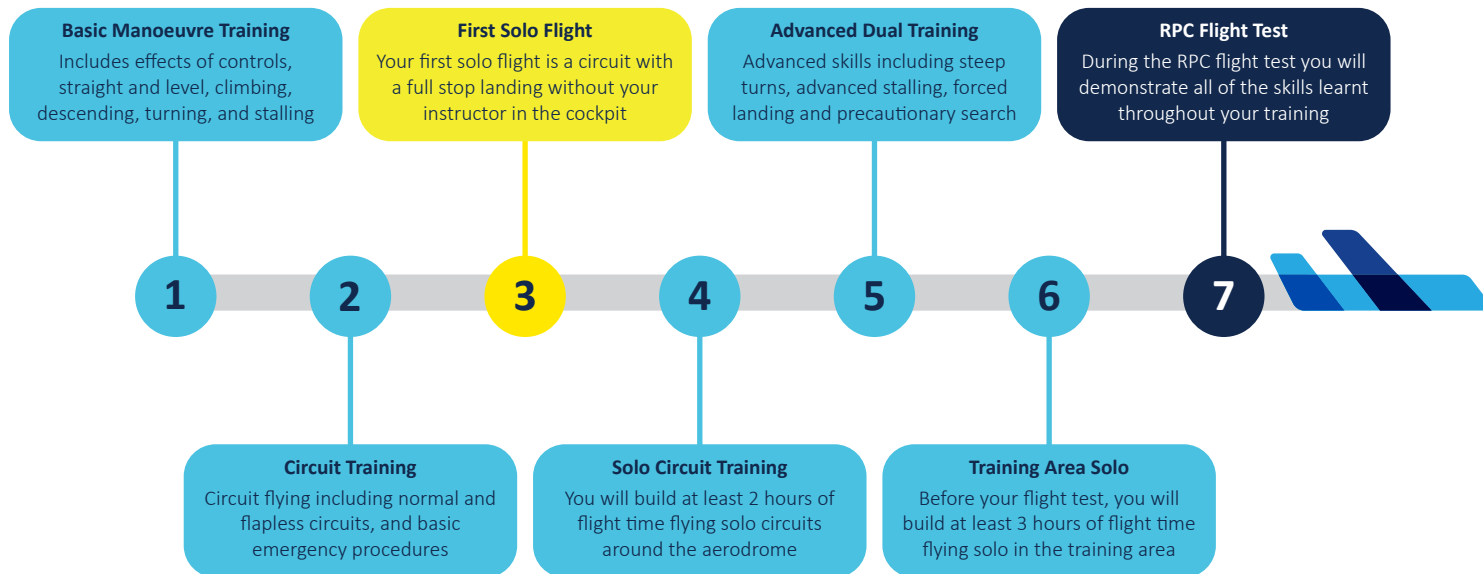 Basic Manoeuvre Training
Includes effects of controls,
straight and level, climbing,
descending, turning, and stalling
First Solo Flight
Your first solo flight is a circuit with
a full stop landing without your
instructor in the cockpit
Advanced Dual Training
Advanced skills including steep
turns, advanced stalling, forced
landing and precautionary search
RPC Flight Test
During the RPC flight test you will
demonstrate all of the skills learnt
throughout your training
1
2
3
4
5
6
7
Circuit Training
Circuit flying including normal and
flapless circuits, and basic
emergency procedures
Solo Circuit Training
You will build at least 2 hours of
flight time flying solo circuits
around the aerodrome
Training Area Solo
Before your flight test, you will
build at least 3 hours of flight time
flying solo in the training area